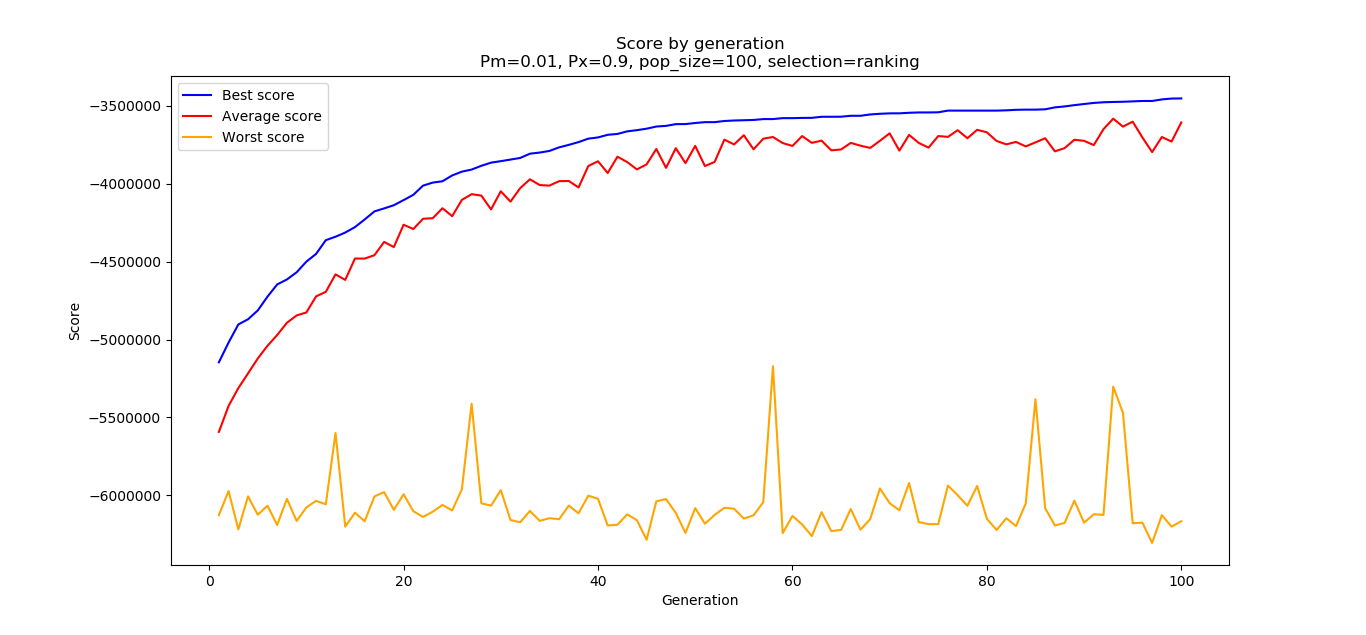 Score by generation
Pm=0.01, Px=0.9, pop_size=100, selection=ranking
Best score
Average score
Worst score
−3500000
−4000000
−4500000
−5000000
−5500000
−6000000
Score
0 20 40 60 80 100
Generation